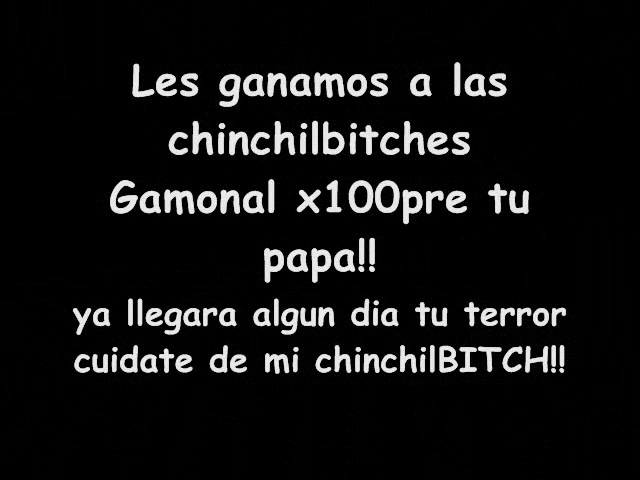 Les ganamos a las
chinchilbitches
Gamonal x100pre tu
papa!!
ya llegara algun dia tu terror
cuidate de mi chinchilBITCH!!